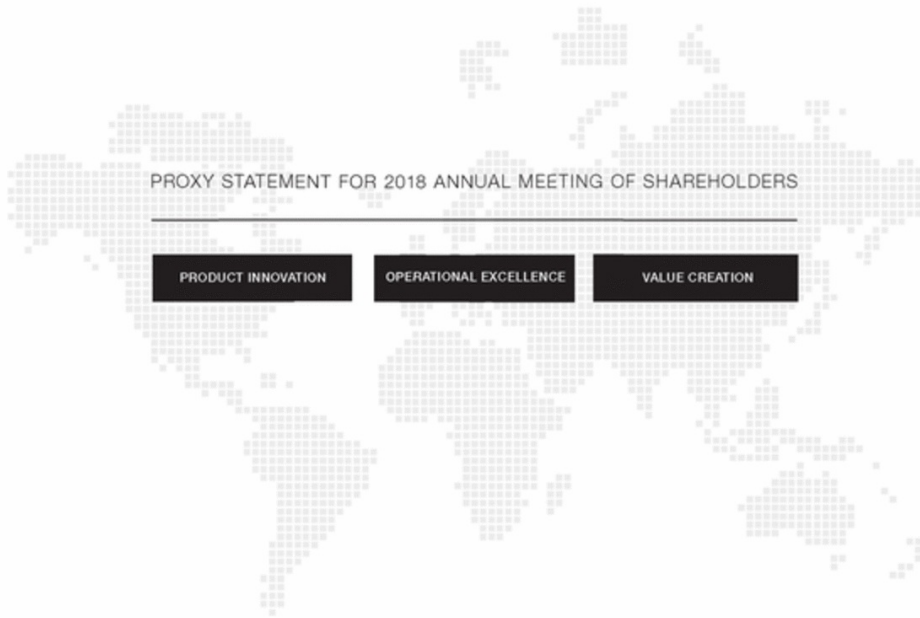 PROXY STATEMENT FOR 2018 ANNUAL MEETING OF SHAREHOLDERS
PRODUCT INNOVATION OPERATIONAL EXCELLENCE VALUE CREATION